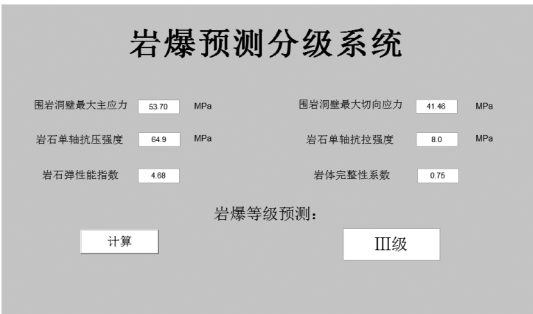 岩爆预测分级系统
围岩洞壁最大主应力 53.70 MPa 围岩洞壁最大切向应力 41.46 MPa
岩石单轴抗压强度 64.9 MPa 岩石单轴抗拉强度 8.0 MPa
岩石弹性能指数 4.68 岩体完整性系数 0.75
岩爆等级预测：
计算 Ⅲ级